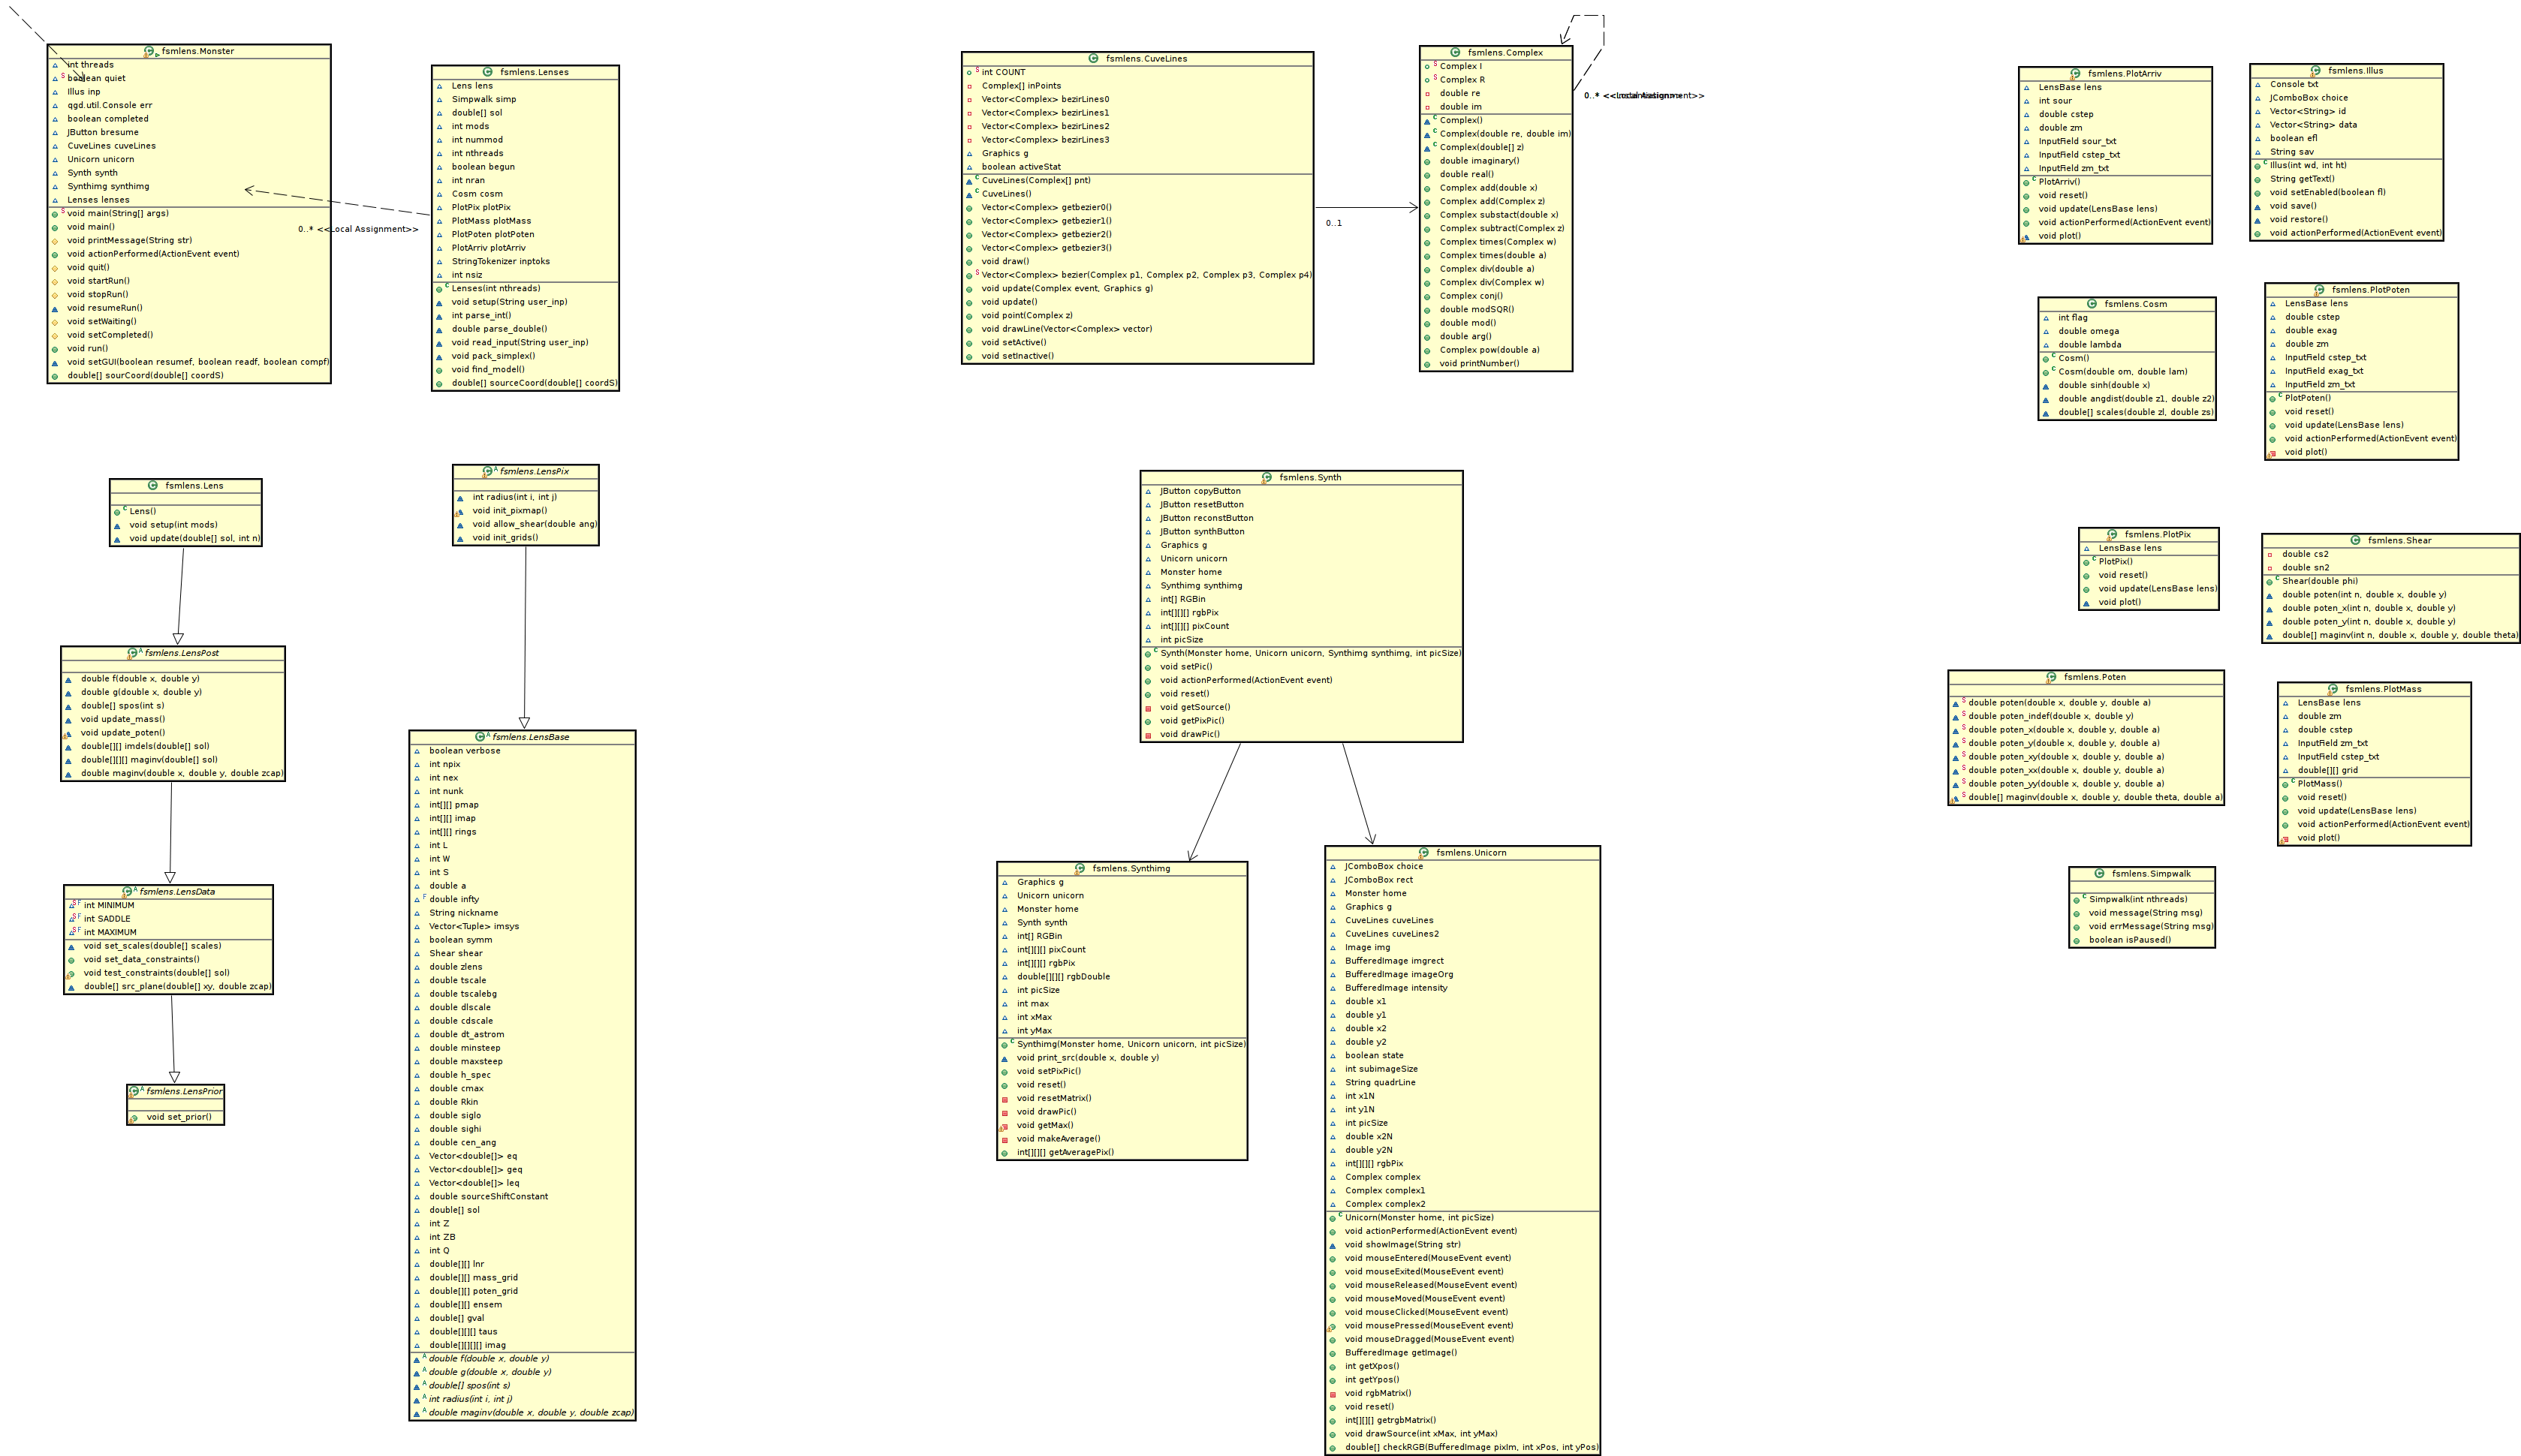 fsmlens.Monster
int threads
boolean quiet
Illus inp
qgd.util.Console err
boolean completed
JButton bresume
CuveLines cuveLines
Unicorn unicorn
Synth synth
Synthimg synthimg
Lenses lenses
void main(String[] args)
void main()
void printMessage(String str)
void actionPerformed(ActionEvent event)
void quit()
void startRun()
void stopRun()
void resumeRun()
void setWaiting()
void setCompleted()
void run()
void setGUI(boolean resumef, boolean readf, boolean compf)
double[] sourCoord(double[] coordS)
0..* <<Local Assignment>>
fsmlens.Lenses
Lens lens
Simpwalk simp
double[] sol
int mods
int nummod
int nthreads
boolean begun
int nran
Cosm cosm
PlotPix plotPix
PlotMass plotMass
PlotPoten plotPoten
PlotArriv plotArriv
StringTokenizer inptoks
int nsiz
Lenses(int nthreads)
void setup(String user_inp)
int parse_int()
double parse_double()
void read_input(String user_inp)
void pack_simplex()
void find_model()
double[] sourceCoord(double[] coordS)
fsmlens.CuveLines
int COUNT
Complex[] inPoints
Vector<Complex> bezirLines0
Vector<Complex> bezirLines1
Vector<Complex> bezirLines2
Vector<Complex> bezirLines3
Graphics g
boolean activeStat
CuveLines(Complex[] pnt)
CuveLines()
Vector<Complex> getbezier0()
Vector<Complex> getbezier1()
Vector<Complex> getbezier2()
Vector<Complex> getbezier3()
void draw()
Vector<Complex> bezier(Complex p1, Complex p2, Complex p3, Complex p4)
void update(Complex event, Graphics g)
void update()
void point(Complex z)
void drawLine(Vector<Complex> vector)
void setActive()
void setInactive()
0..1
fsmlens.Complex
Complex I
Complex R
double re
double im
Complex()
Complex(double re, double im)
Complex(double[] z)
double imaginary()
double real()
Complex add(double x)
Complex add(Complex z)
Complex substact(double x)
Complex subtract(Complex z)
Complex times(Complex w)
Complex times(double a)
Complex div(double a)
Complex div(Complex w)
Complex conj()
double modSQR()
double mod()
double arg()
Complex pow(double a)
void printNumber()
0..*
fsmlens.PlotArriv
LensBase lens
int sour
double cstep
double zm
InputField sour_txt
InputField cstep_txt
InputField zm_txt
PlotArriv()
void reset()
void update(LensBase lens)
void actionPerformed(ActionEvent event)
void plot()
fsmlens.Illus
Console txt
JComboBox choice
Vector<String> id
Vector<String> data
boolean efl
String sav
Illus(int wd, int ht)
String getText()
void setEnabled(boolean fl)
void save()
void restore()
void actionPerformed(ActionEvent event)
fsmlens.Cosm
int flag
double omega
double lambda
Cosm()
Cosm(double om, double lam)
double sinh(double x)
double angdist(double z1, double z2)
double[] scales(double zl, double zs)
fsmlens.PlotPoten
LensBase lens
double cstep
double exag
double zm
InputField cstep_txt
InputField exag_txt
InputField zm_txt
PlotPoten()
void reset()
void update(LensBase lens)
void actionPerformed(ActionEvent event)
void plot()
fsmlens.Lens
Lens()
void setup(int mods)
void update(double[] sol, int n)
fsmlens.LensPix
int radius(int i, int j)
void init_pixmap()
void allow_shear(double ang)
void init_grids()
fsmlens.LensPost
double f(double x, double y)
double g(double x, double y)
double[] spos(int s)
void update_mass()
void update_poten()
double[][] imdels(double[] sol)
double[][][] maginv(double[] sol)
double maginv(double x, double y, double zcap)
fsmlens.LensData
int MINIMUM
int SADDLE
int MAXIMUM
void set_scales(double[] scales)
void set_data_constraints()
void test_constraints(double[] sol)
double[] src_plane(double[] xy, double zcap)
fsmlens.LensPrior
void set_prior()
fsmlens.LensBase
boolean verbose
int npix
int nex
int nunk
int[][] pmap
int[][] imap
int[][] rings
int L
int W
int S
double a
double infty
String nickname
Vector<Tuple> imsys
boolean symm
Shear shear
double zlens
double tscale
double tscalebg
double dlscale
double cdscale
double dt_astrom
double minsteep
double maxsteep
double h_spec
double cmax
double Rkin
double siglo
double sighi
double cen_ang
Vector<double[]> eq
Vector<double[]> geq
Vector<double[]> leq
double sourceShiftConstant
double[] sol
int Z
int ZB
int Q
double[][] lnr
double[][] mass_grid
double[][] poten_grid
double[][] ensem
double[] gval
double[][][] taus
double[][][][] imag
double f(double x, double y)
double g(double x, double y)
double[] spos(int s)
int radius(int i, int j)
double maginv(double x, double y, double zcap)
fsmlens.Synth
JButton copyButton
JButton resetButton
JButton reconstButton
JButton synthButton
Graphics g
Unicorn unicorn
Monster home
Synthimg synthimg
int[] RGBin
int[][][] rgbPix
int[][][] pixCount
int picSize
Synth(Monster home, Unicorn unicorn, Synthimg synthimg, int picSize)
void setPic()
void actionPerformed(ActionEvent event)
void reset()
void getSource()
void getPixPic()
void drawPic()
fsmlens.Synthimg
Graphics g
Unicorn unicorn
Monster home
Synth synth
int[] RGBin
int[][][] pixCount
int[][][] rgbPix
double[][][] rgbDouble
int picSize
int max
int xMax
int yMax
Synthimg(Monster home, Unicorn unicorn, int picSize)
void print_src(double x, double y)
void setPixPic()
void reset()
void resetMatrix()
void drawPic()
void getMax()
void makeAverage()
int[][][] getAveragePix()
fsmlens.Unicorn
JComboBox choice
JComboBox rect
Monster home
Graphics g
CuveLines cuveLines
CuveLines cuveLines2
Image img
BufferedImage imgrect
BufferedImage imageOrg
BufferedImage intensity
double x1
double y1
double x2
double y2
boolean state
int subimageSize
String quadrLine
int x1N
int y1N
int picSize
double x2N
double y2N
int[][][] rgbPix
Complex complex
Complex complex1
Complex complex2
Unicorn(Monster home, int picSize)
void actionPerformed(ActionEvent event)
void showImage(String str)
void mouseEntered(MouseEvent event)
void mouseExited(MouseEvent event)
void mouseReleased(MouseEvent event)
void mouseMoved(MouseEvent event)
void mouseClicked(MouseEvent event)
void mousePressed(MouseEvent event)
void mouseDragged(MouseEvent event)
BufferedImage getImage()
int getXpos()
int getYpos()
void rgbMatrix()
void reset()
int[][][] getrgbMatrix()
void drawSource(int xMax, int yMax)
double[] checkRGB(BufferedImage pixIm, int xPos, int yPos)
fsmlens.PlotPix
LensBase lens
PlotPix()
void reset()
void update(LensBase lens)
void plot()
fsmlens.Shear
double cs2
double sn2
Shear(double phi)
double poten(int n, double x, double y)
double poten_x(int n, double x, double y)
double poten_y(int n, double x, double y)
double[] maginv(int n, double x, double y, double theta)
fsmlens.Poten
double poten(double x, double y, double a)
double poten_indef(double x, double y)
double poten_x(double x, double y, double a)
double poten_y(double x, double y, double a)
double poten_xy(double x, double y, double a)
double poten_xx(double x, double y, double a)
double poten_yy(double x, double y, double a)
double[] maginv(double x, double y, double theta, double a)
fsmlens.PlotMass
LensBase lens
double zm
double cstep
InputField zm_txt
InputField cstep_txt
double[][] grid
PlotMass()
void reset()
void update(LensBase lens)
void actionPerformed(ActionEvent event)
void plot()
fsmlens.Simpwalk
Simpwalk(int nthreads)
void message(String msg)
void errMessage(String msg)
boolean isPaused()